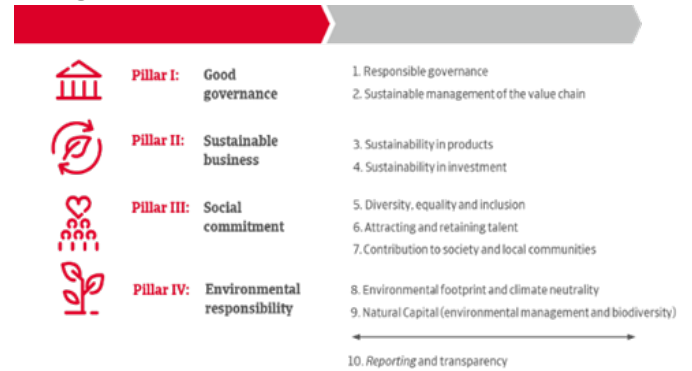 Pillar I: Good governance
1. Responsible governance
2. Sustainable management of the value chain
Pillar II: Sustainable business
3. Sustainability in products
4. Sustainability in investment
Pillar III: Social commitment
5. Diversity, equality and inclusion
6. Attracting and retaining talent
7. Contribution to society and local communities
Pillar IV: Environmental responsibility
8. Environmental footprint and climate neutrality
9. Natural Capital (environmental management and biodiversity)
10. Reporting and transparency